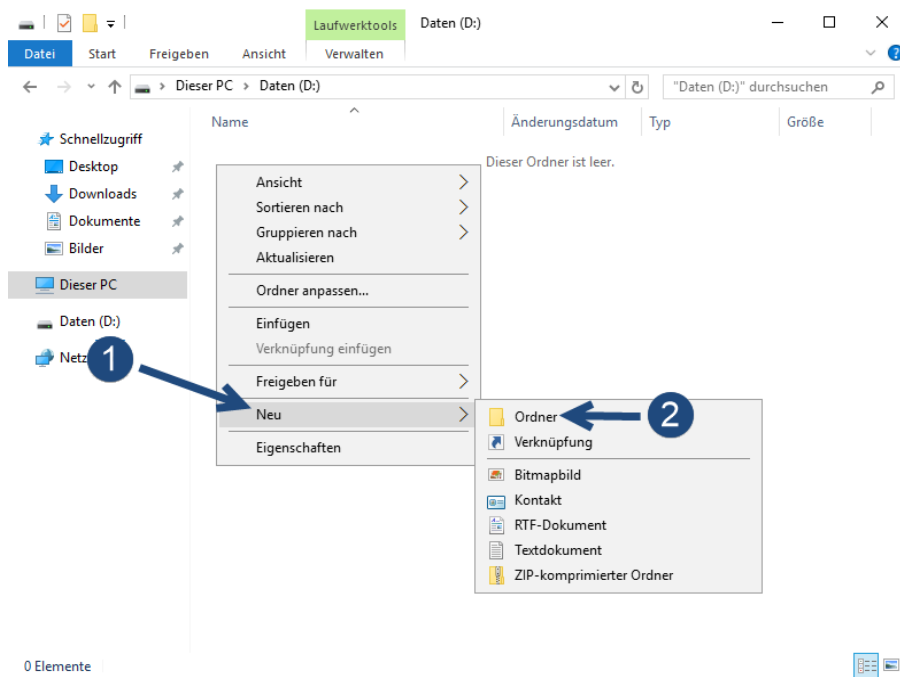 Laufwerktools Daten (D:)
Datei Start Freigeben Ansicht Verwalten ?
Dieser PC Daten (D:) "Daten (D:)" durchsuchen
Name Änderungsdatum Typ Größe
Schnellzugriff
Desktop
Downloads
Dokumente
Bilder
Dieser PC
Daten (D:)
Netz
1
Dieser Ordner ist leer.
Ansicht
Sortieren nach
Gruppieren nach
Aktualisieren
Ordner anpassen...
Einfügen
Verknüpfung einfügen
Freigeben für
Neu
Eigenschaften
Ordner
2
Verknüpfung
Bitmapbild
Kontakt
RTF-Dokument
Textdokument
ZIP-komprimierter Ordner
0 Elemente